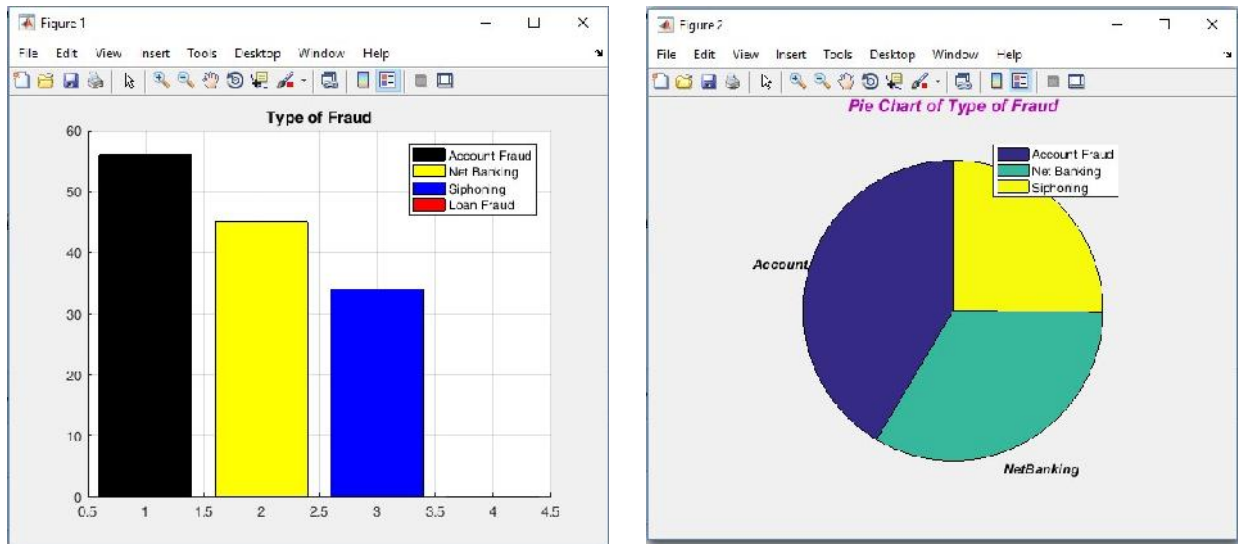 Figure 1
File Edit View Insert Tools Desktop Window Help
Type of Fraud
60
50
40
30
20
10
0
Account Fraud
Net Banking
Siphoning
Loan Fraud
0.5 1 1.5 2 2.5 3 3.5 4 4.5
Figure 2
File Edit View Insert Tools Desktop Window Help
Pie Chart of Type of Fraud
Account Fraud
Net Banking
Siphoning
Account
NetBanking